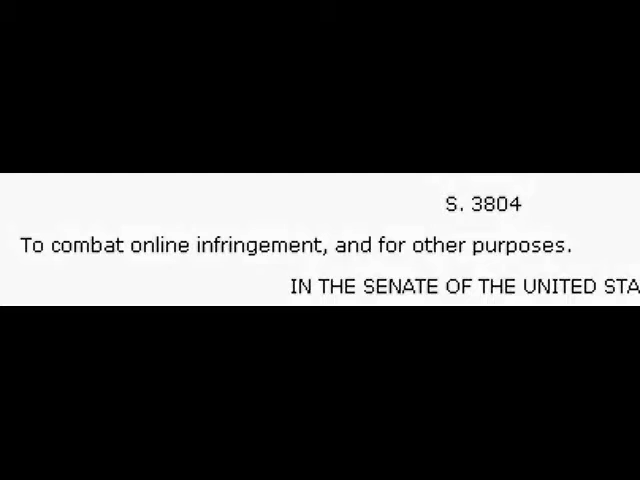 S. 3804
To combat online infringement, and for other purposes.
IN THE SENATE OF THE UNITED STA